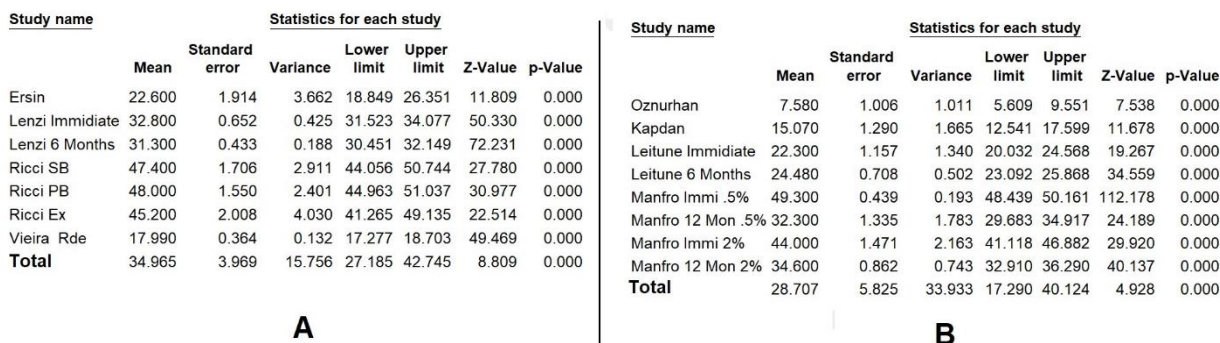 Study name Statistics for each study
Mean Standard error Variance Lower limit Upper limit Z-Value p-Value
Ersin 22.600 1.914 3.662 18.849 26.351 11.809 0.000
Lenzi Immidiate 32.800 0.652 0.425 31.523 34.077 50.330 0.000
Lenzi 6 Months 31.300 0.433 0.188 30.451 32.149 72.231 0.000
Ricci SB 47.400 1.706 2.911 44.056 50.744 27.780 0.000
Ricci PB 48.000 1.550 2.401 44.963 51.037 30.977 0.000
Ricci Ex 45.200 2.008 4.030 41.265 49.135 22.514 0.000
Vieira Rde 17.990 0.364 0.132 17.277 18.703 49.469 0.000
Total 34.965 3.969 15.756 27.185 42.745 8.809 0.000
A
Study name Statistics for each study
Mean Standard error Variance Lower limit Upper limit Z-Value p-Value
Oznurhan 7.580 1.006 1.011 5.609 9.551 7.538 0.000
Kapdan 15.070 1.290 1.665 12.541 17.599 11.678 0.000
Leitune Immidiate 22.300 1.157 1.340 20.032 24.568 19.267 0.000
Leitune 6 Months 24.480 0.708 0.502 23.092 25.868 34.559 0.000
Manfro Immi .5% 49.300 0.439 0.193 48.439 50.161 112.178 0.000
Manfro 12 Mon .5% 32.300 1.335 1.783 29.683 34.917 24.189 0.000
Manfro Immi 2% 44.000 1.471 2.163 41.118 46.882 29.920 0.000
Manfro 12 Mon 2% 34.600 0.862 0.743 32.910 36.290 40.137 0.000
Total 28.707 5.825 33.933 17.290 40.124 4.928 0.000
B